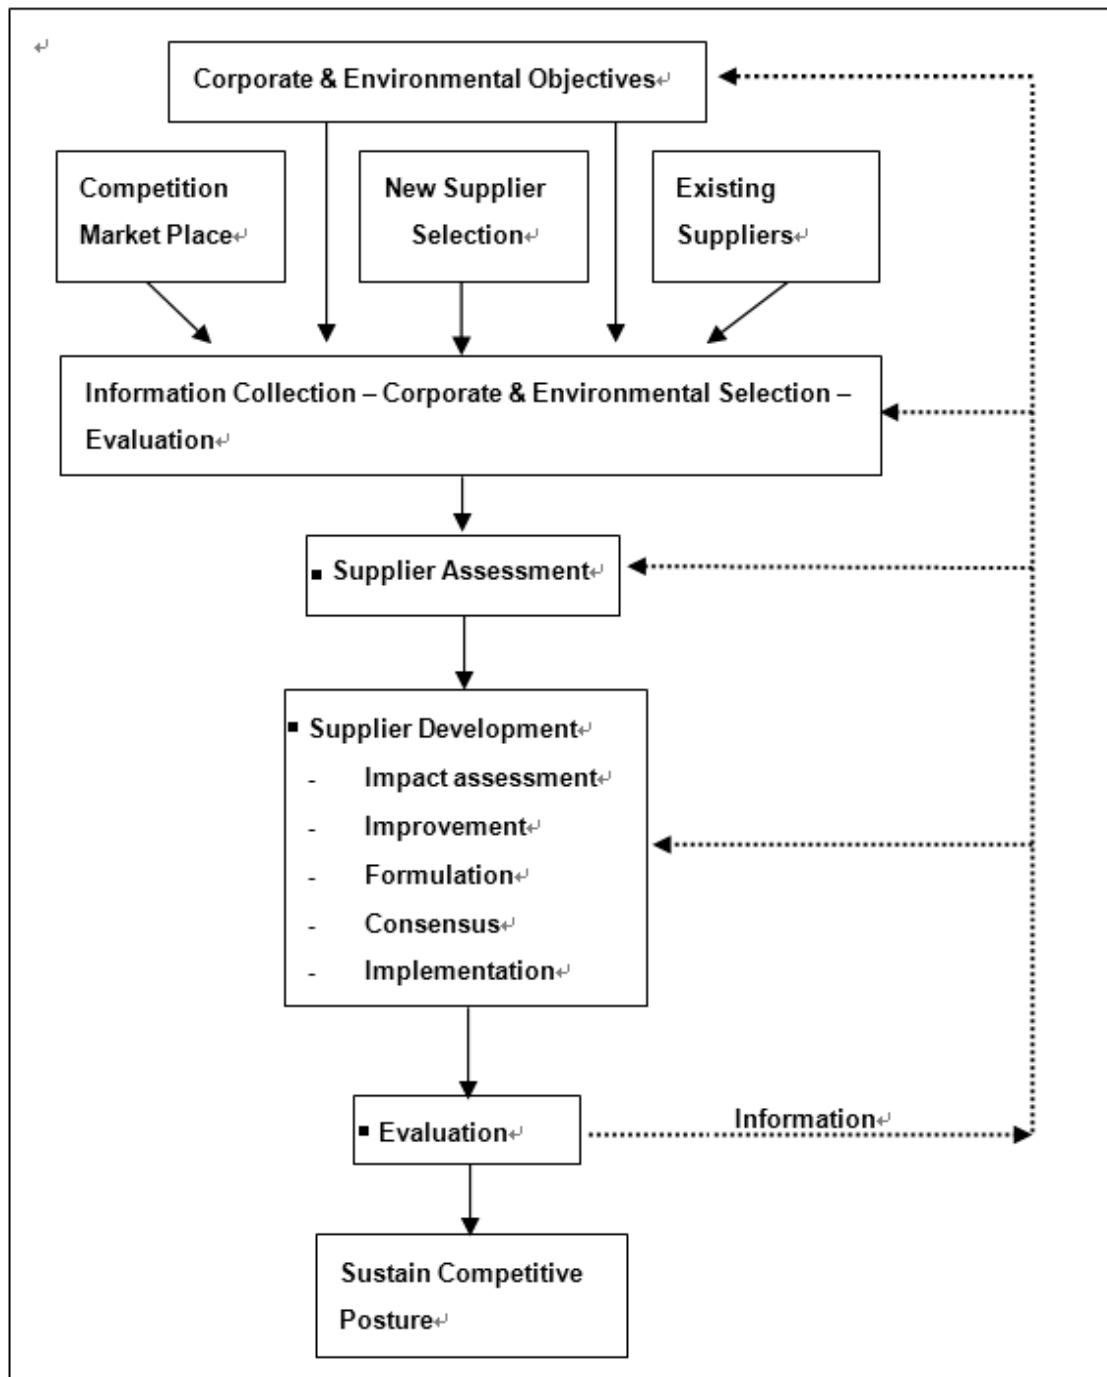 Corporate & Environmental Objectives
Competition
Market Place
New Supplier
Selection
Existing
Suppliers
Information Collection – Corporate & Environmental Selection –
Evaluation
▪ Supplier Assessment
▪ Supplier Development
- Impact assessment
- Improvement
- Formulation
- Consensus
- Implementation
▪ Evaluation
Information
Sustain Competitive
Posture